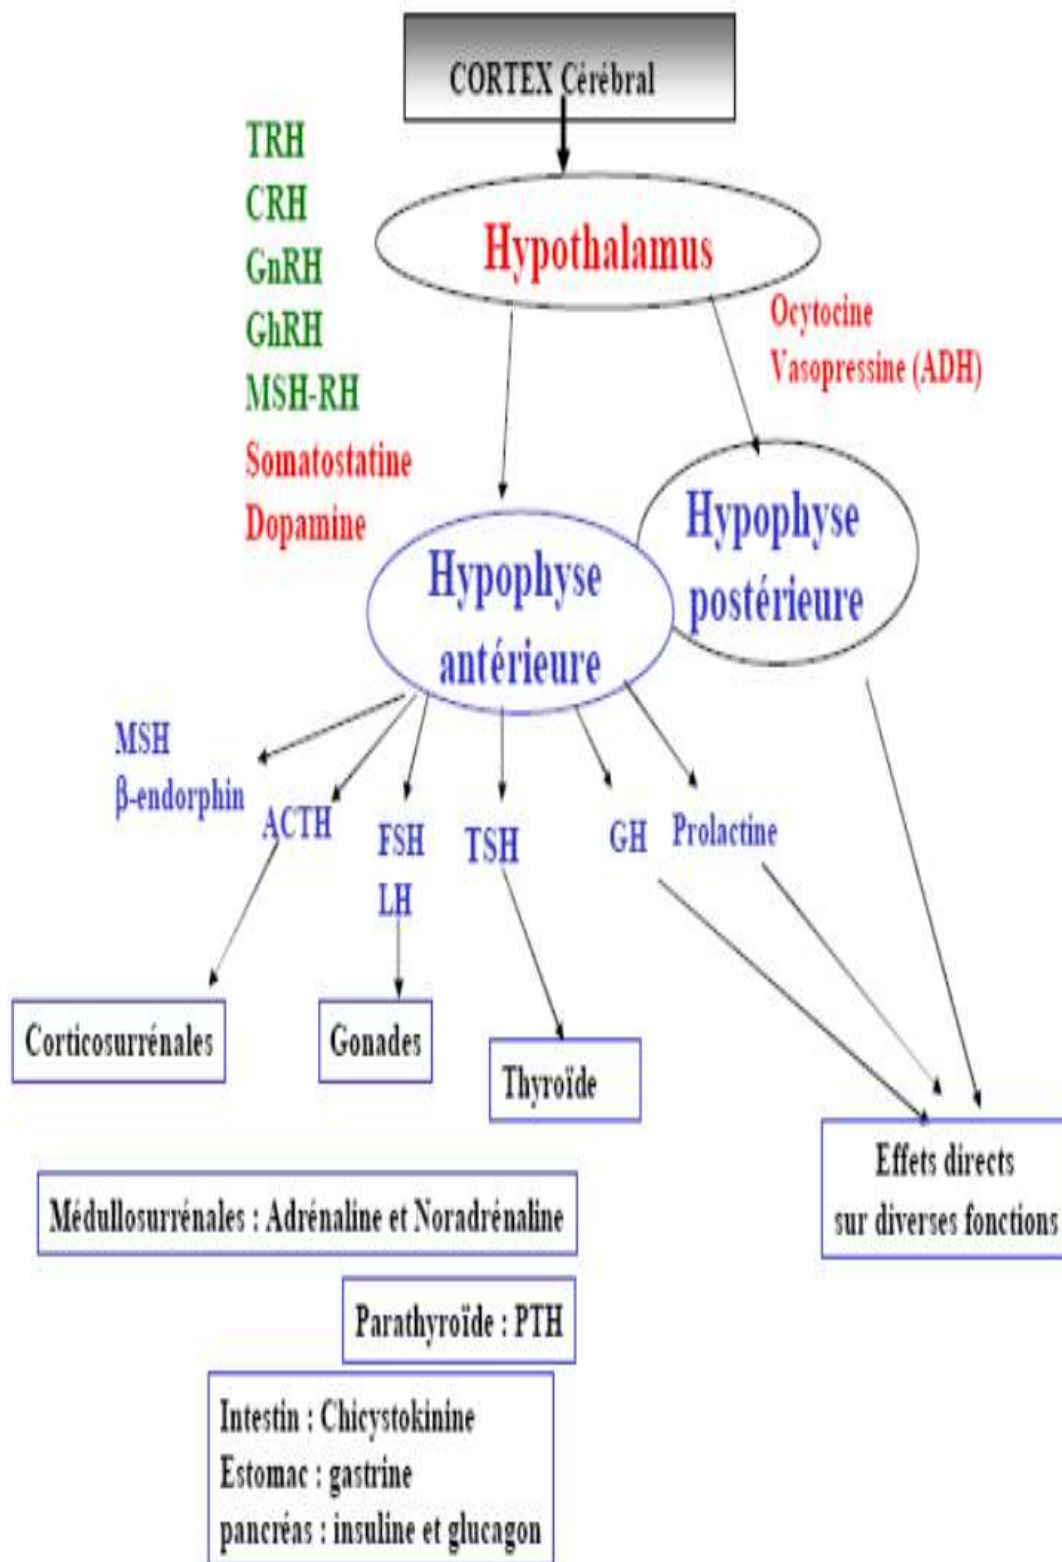 CORTEX Cérébral
TRH
CRH
GnRH
GhRH
MSH-RH
Somatostatine
Dopamine
Hypothalamus
Ocytocine
Vasopressine (ADH)
Hypophyse
antérieure
Hypophyse
postérieure
MSH
β-endorphin
ACTH
FSH
LH
TSH
GH
Prolactine
Corticosurrénales
Gonades
Thyroïde
Effets directs
sur diverses fonctions
Médullosurrénales : Adrénaline et Noradrénaline
Parathyroïde : PTH
Intestin : Chicystokinine
Estomac : gastrine
pancréas : insuline et glucagon